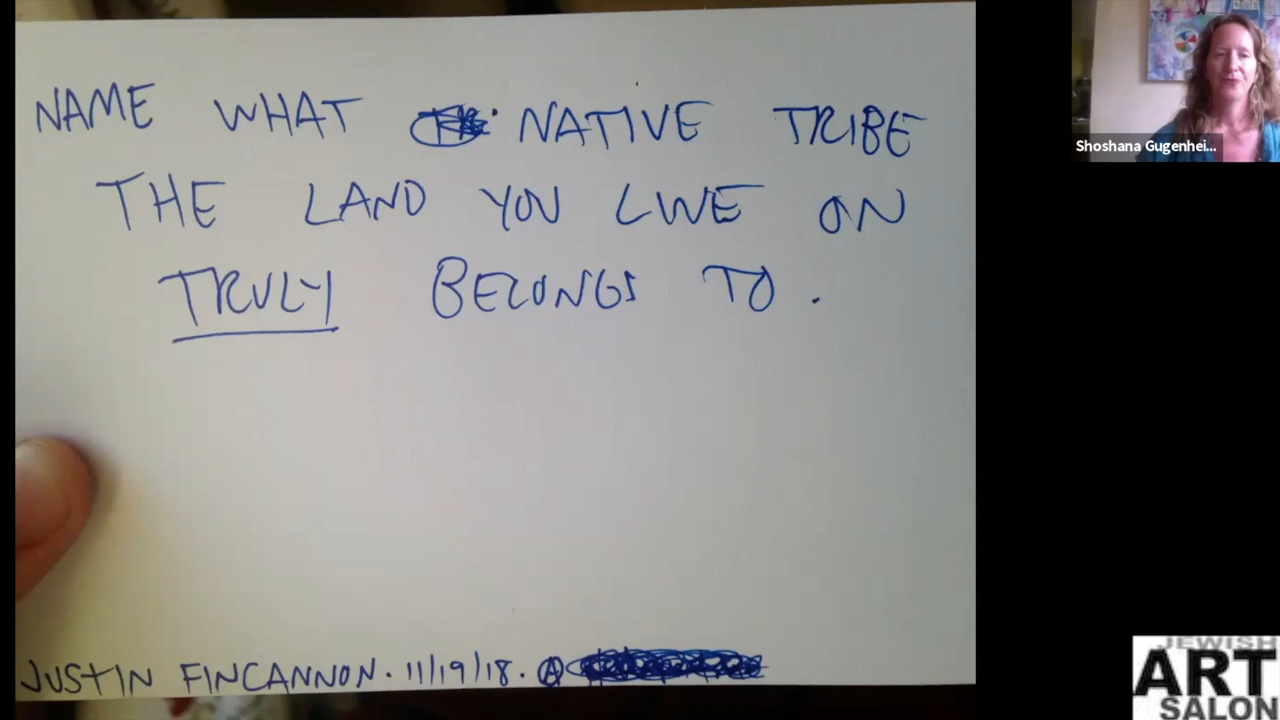 NAME WHAT NATIVE TRIBE
THE LAND YOU LIVE ON
TRULY BELONGS TO.
JUSTIN FINCANNON. 11/19/18. A
Shoshana Gugenhei...
JEWISH
ART
SALON